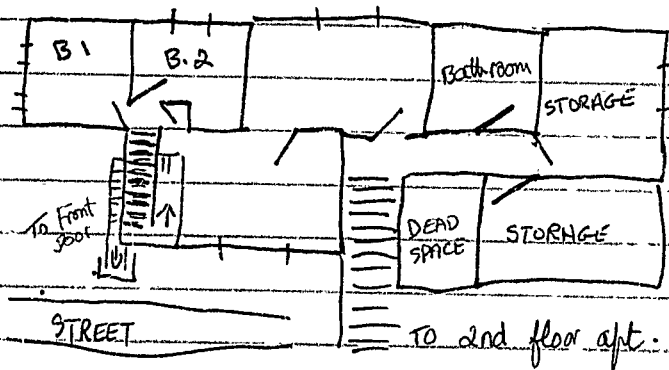 B1
B.2
Bathroom
STORAGE
To Front
Door
DEAD
SPACE
STORAGE
STREET
TO 2nd floor apt.